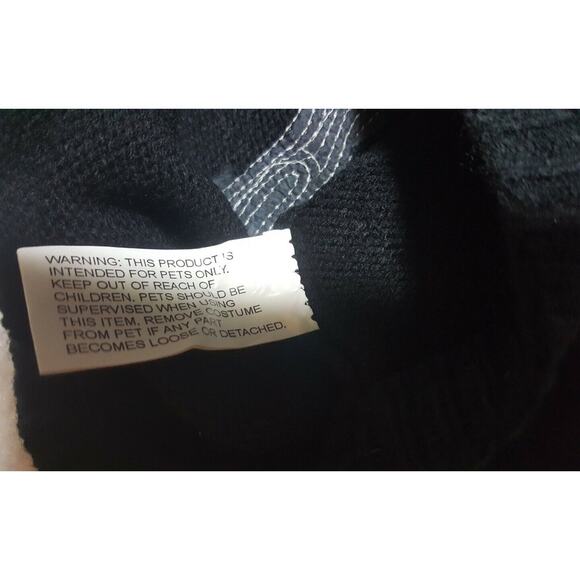 WARNING: THIS PRODUCT IS
INTENDED FOR PETS ONLY.
KEEP OUT OF REACH OF
CHILDREN. PETS SHOULD BE
SUPERVISED WHEN USING
THIS ITEM. REMOVE COSTUME
FROM PET IF ANY PART
BECOMES LOOSE OR DETACHED.